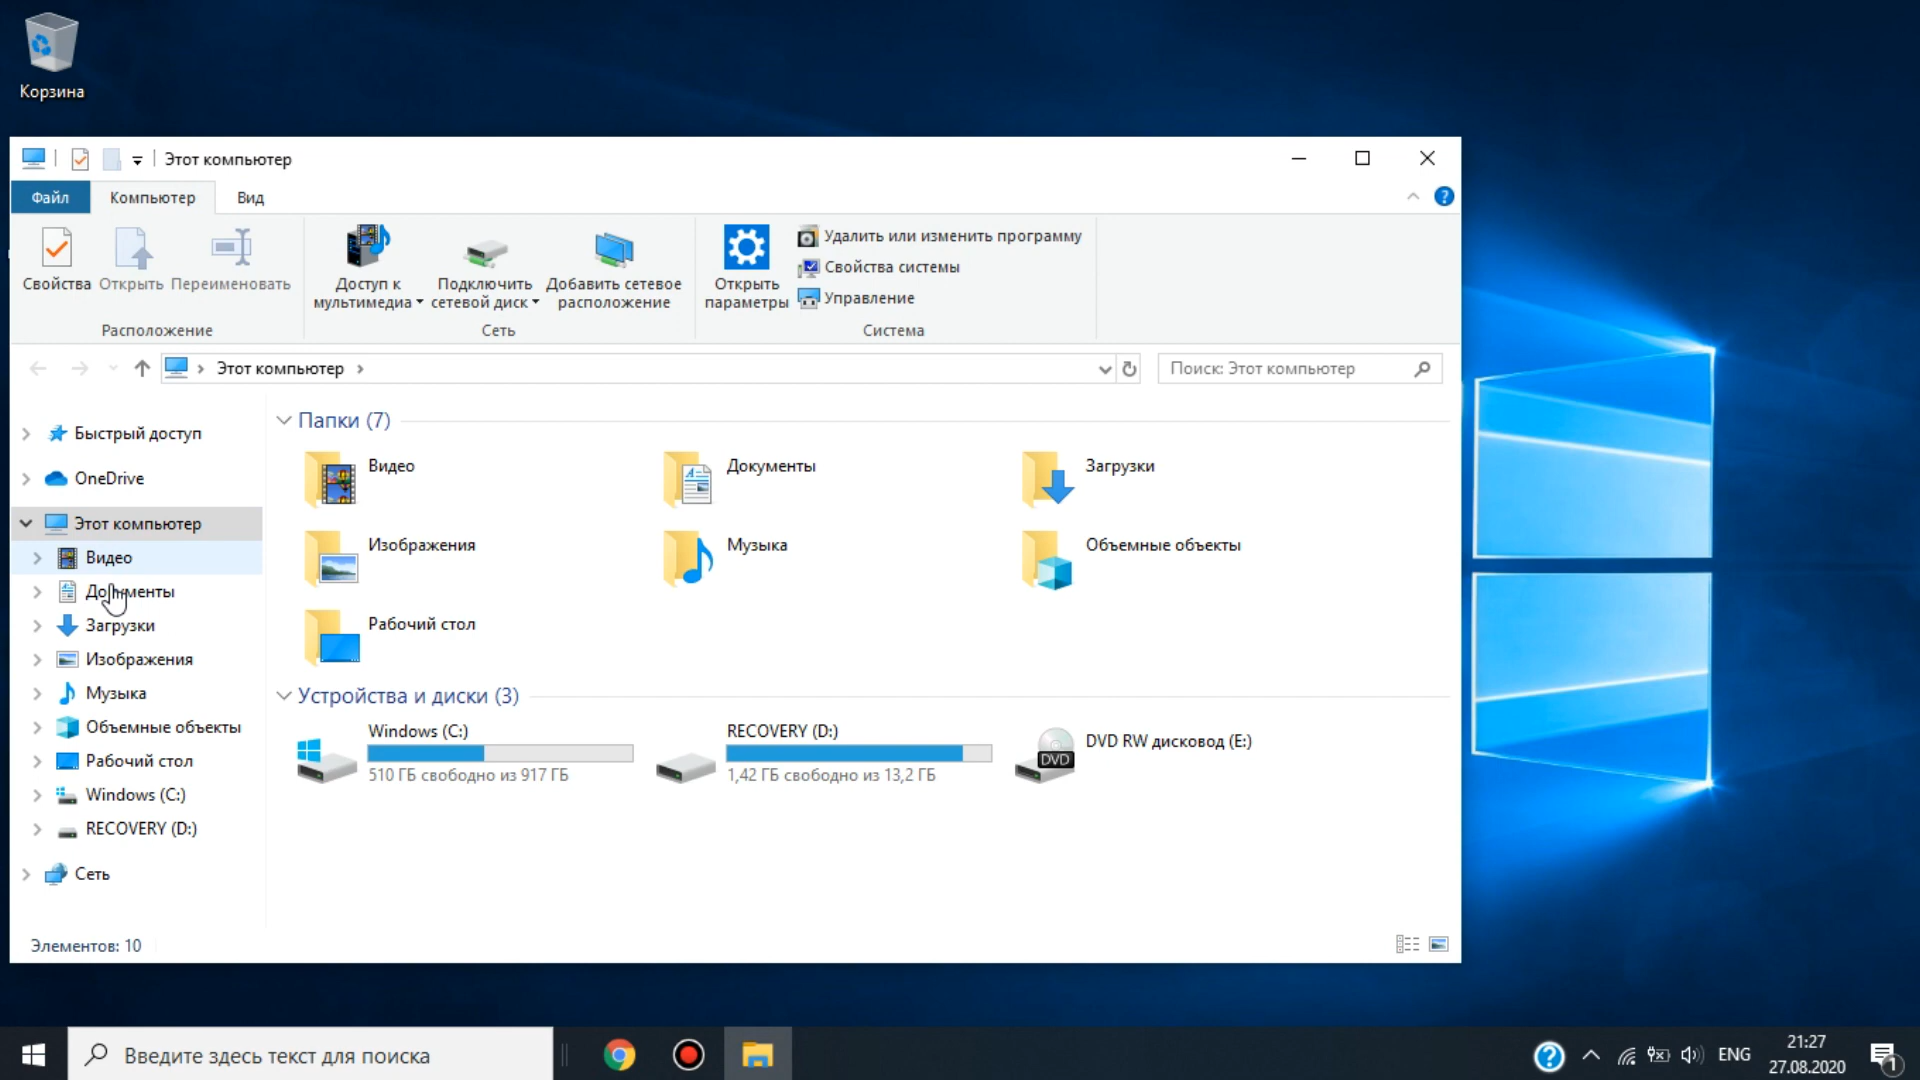 Корзина
Этот компьютер
Файл
Компьютер
Вид
Свойства
Открыть
Переименовать
Расположение
Доступ к
мультимедиа
Подключить
сетевой диск
Добавить сетевое
расположение
Сеть
Открыть
параметры
Удалить или изменить программу
Свойства системы
Управление
Система
Этот компьютер
Поиск: Этот компьютер
Быстрый доступ
OneDrive
Этот компьютер
Видео
Документы
Загрузки
Изображения
Музыка
Объемные объекты
Рабочий стол
Windows (C:)
RECOVERY (D:)
Сеть
Папки (7)
Видео
Документы
Загрузки
Изображения
Музыка
Объемные объекты
Рабочий стол
Устройства и диски (3)
Windows (C:)
510 ГБ свободно из 917 ГБ
RECOVERY (D:)
1,42 ГБ свободно из 13,2 ГБ
DVD
DVD RW дисковод (E:)
Элементов: 10
Введите здесь текст для поиска
ENG
21:27
27.08.2020
1